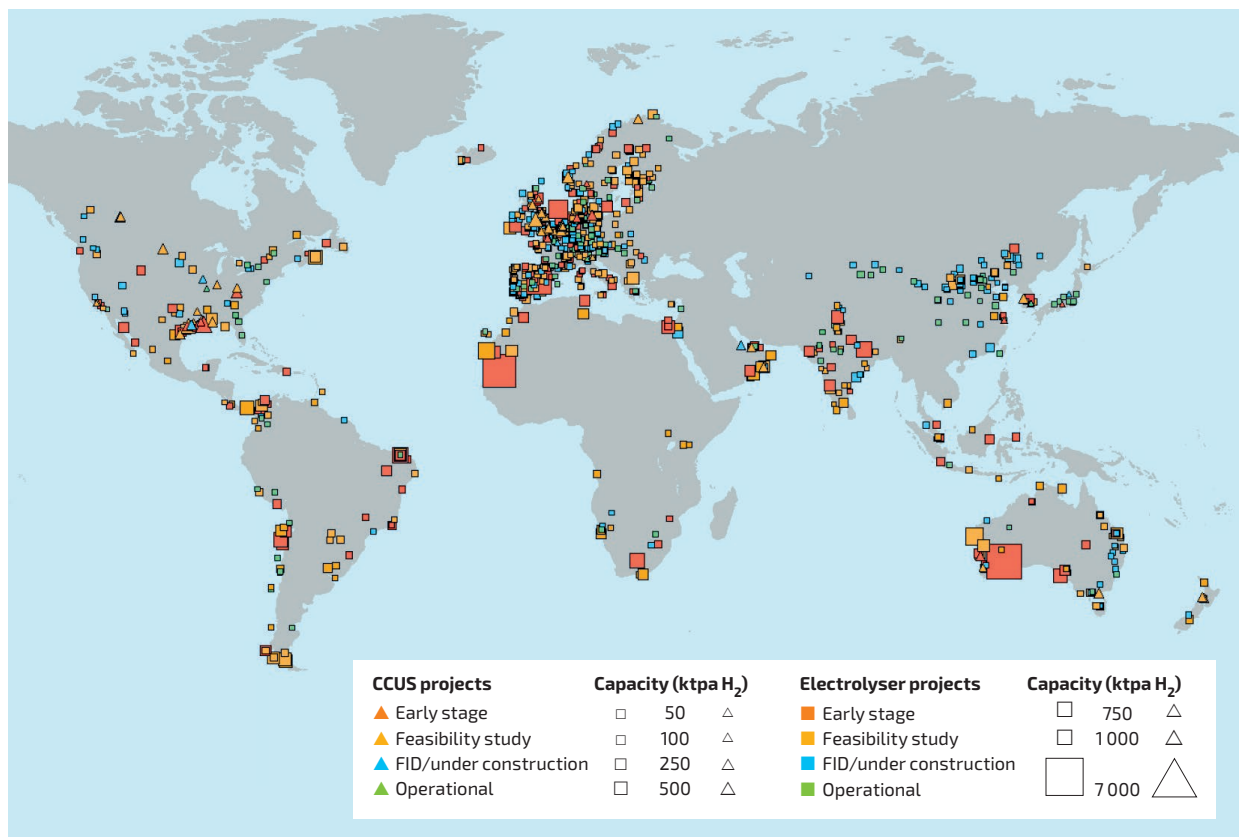 CCUS projects Capacity (ktpa H2) Electrolyser projects Capacity (ktpa H2)
Early stage 50 Early stage 750
Feasibility study 100 Feasibility study 1 000
FID/under construction 250 FID/under construction 7 000
Operational 500 Operational